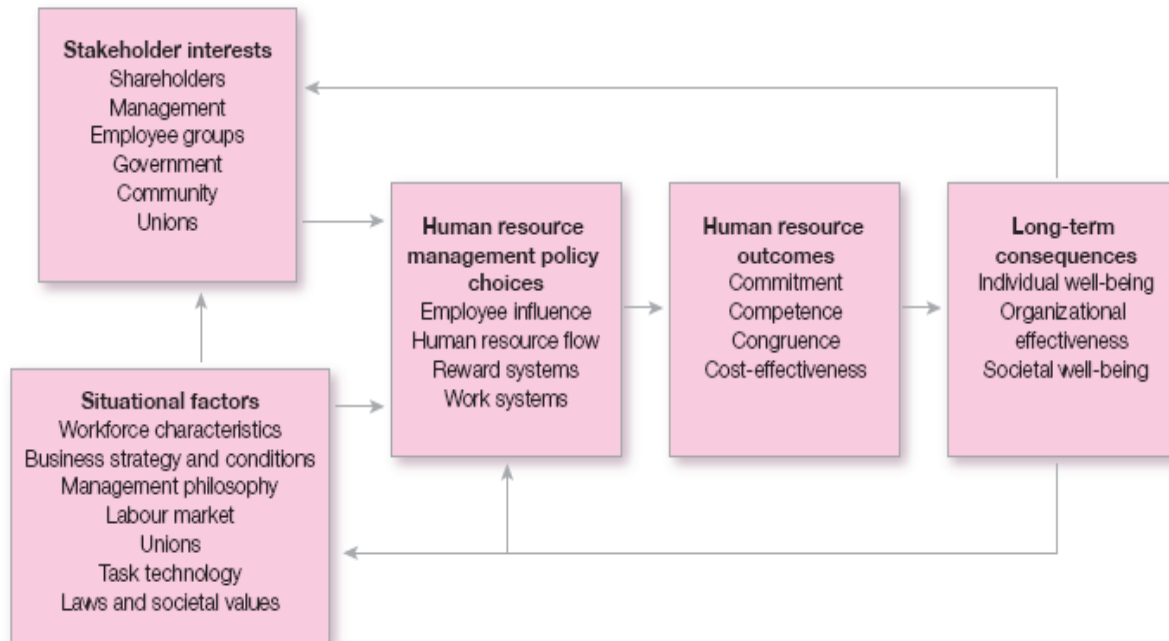 Stakeholder interests
Shareholders
Management
Employee groups
Government
Community
Unions
Situational factors
Workforce characteristics
Business strategy and conditions
Management philosophy
Labour market
Unions
Task technology
Laws and societal values
Human resource
management policy
choices
Employee influence
Human resource flow
Reward systems
Work systems
Human resource
outcomes
Commitment
Competence
Congruence
Cost-effectiveness
Long-term
consequences
Individual well-being
Organizational
effectiveness
Societal well-being